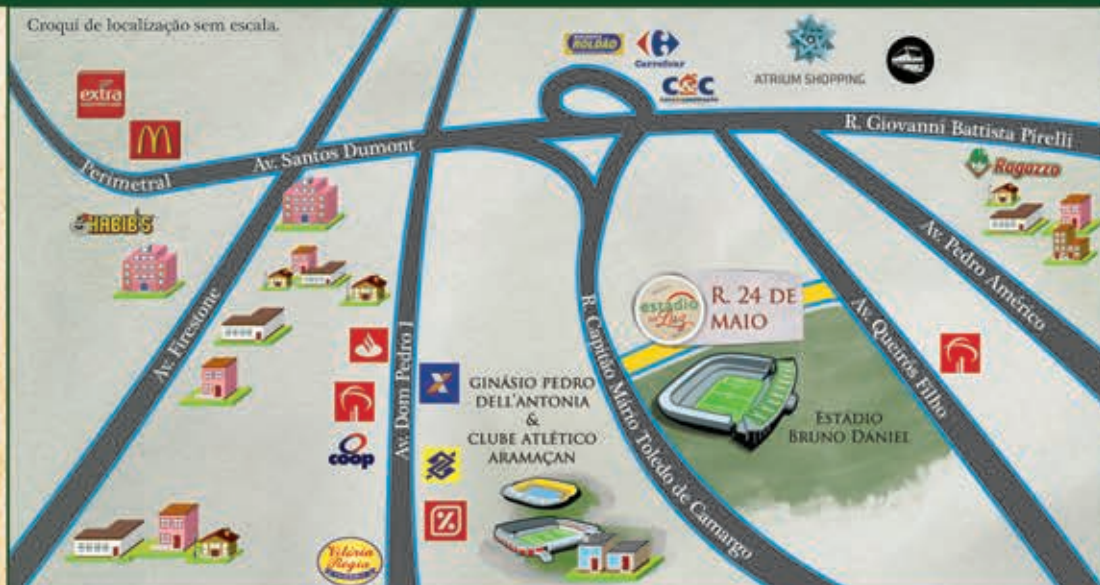 Croqui de localização sem escala.
extra
Perimetral
HABIB'S
Av. Santos Dumont
Av. Firestone
Av. Dom Pedro I
coop
Vitória
Régia
ROLDÃO
Carrefour
C&C
ATRIUM SHOPPING
R. Giovanni Battista Pirelli
Ragazzo
Av. Pedro Américo
Av. Queirós Filho
R. Capitão Mário Toledo de Camargo
estádio
da Luz
R. 24 DE
MAIO
ESTÁDIO
BRUNO DANIEL
GINÁSIO PEDRO
DELL'ANTONIA
&
CLUBE ATLÉTICO
ARAMAÇAN